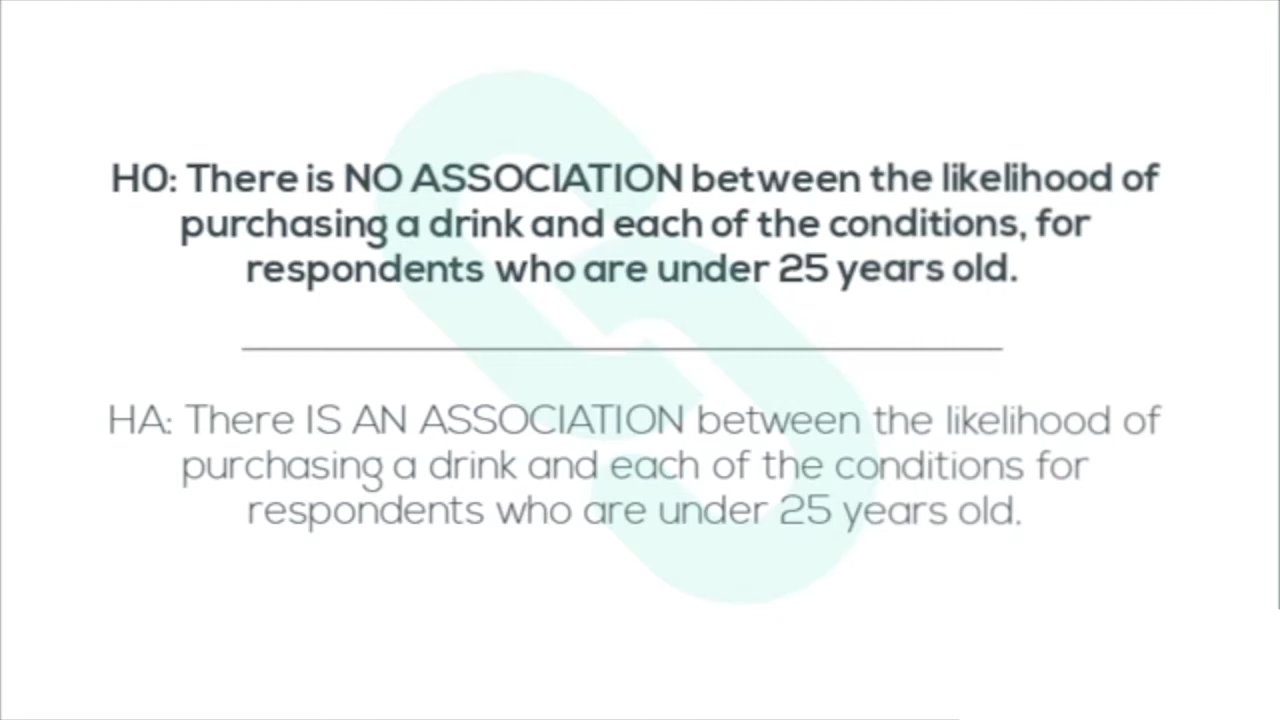 H0: There is NO ASSOCIATION between the likelihood of
purchasing a drink and each of the conditions, for
respondents who are under 25 years old.
HA: There IS AN ASSOCIATION between the likelihood of
purchasing a drink and each of the conditions for
respondents who are under 25 years old.